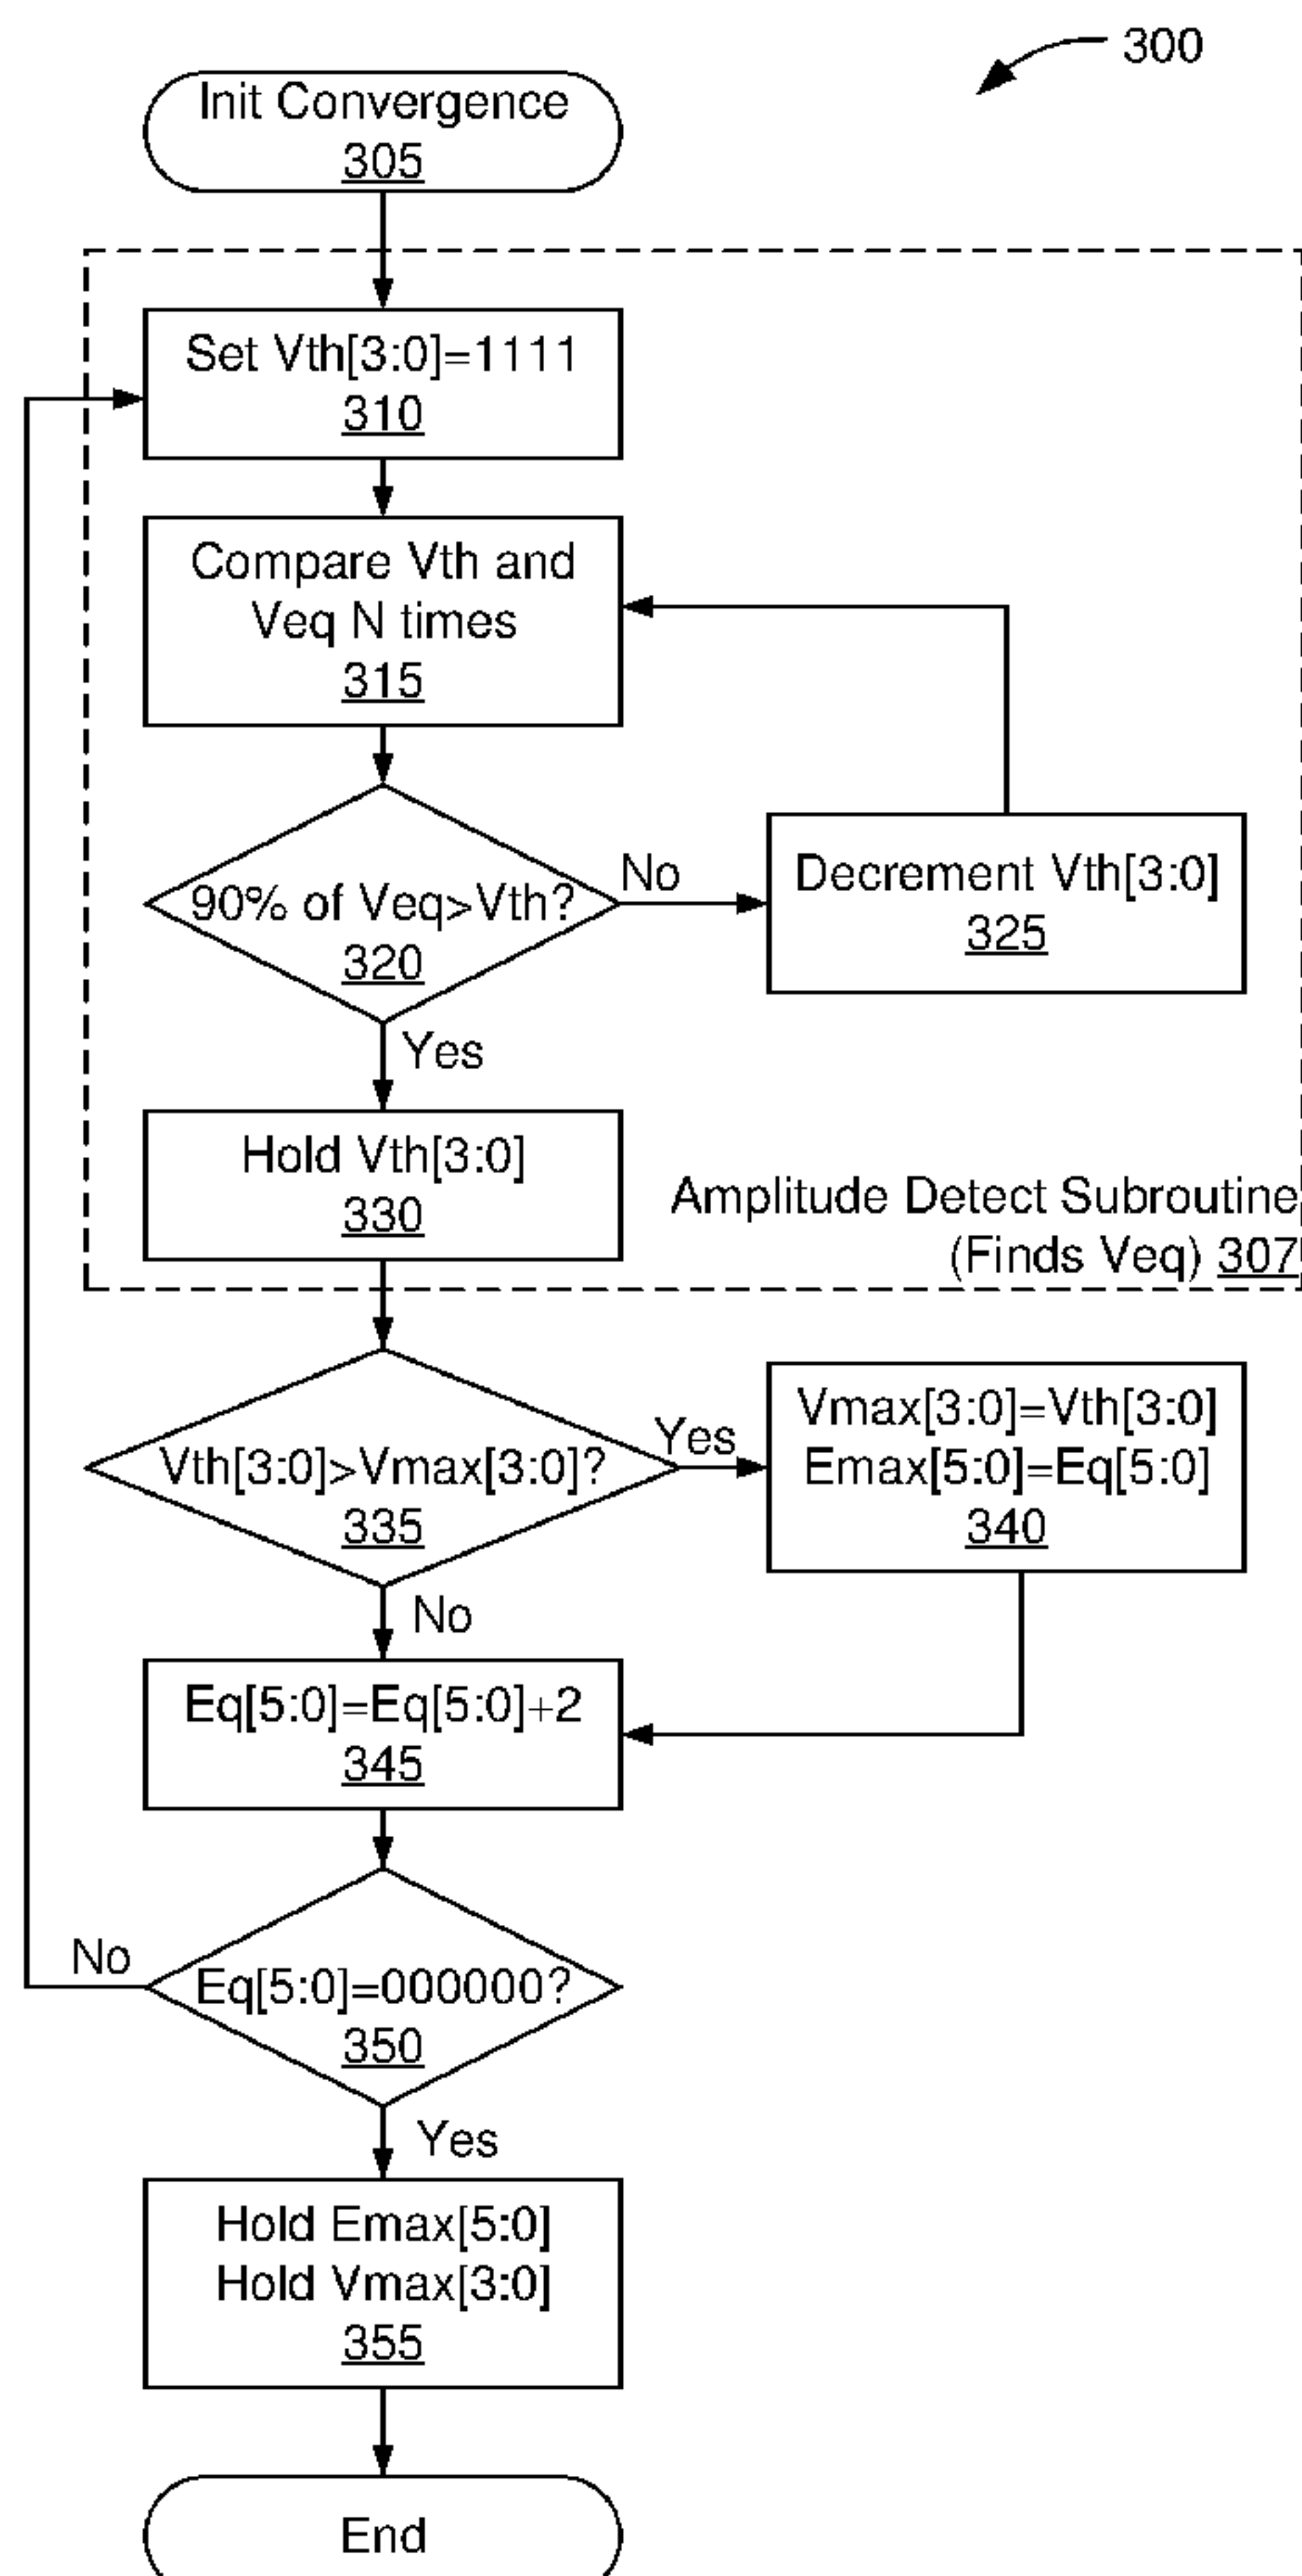 300
Init Convergence
305
Set Vth[3:0]=1111
310
Compare Vth and
Veq N times
315
90% of Veq>Vth?
320
No
Decrement Vth[3:0]
325
Yes
Hold Vth[3:0]
330
Amplitude Detect Subroutine
(Finds Veq) 307
Vth[3:0]>Vmax[3:0]?
335
Yes
Vmax[3:0]=Vth[3:0]
Emax[5:0]=Eq[5:0]
340
No
Eq[5:0]=Eq[5:0]+2
345
No
Eq[5:0]=000000?
350
Yes
Hold Emax[5:0]
Hold Vmax[3:0]
355
End